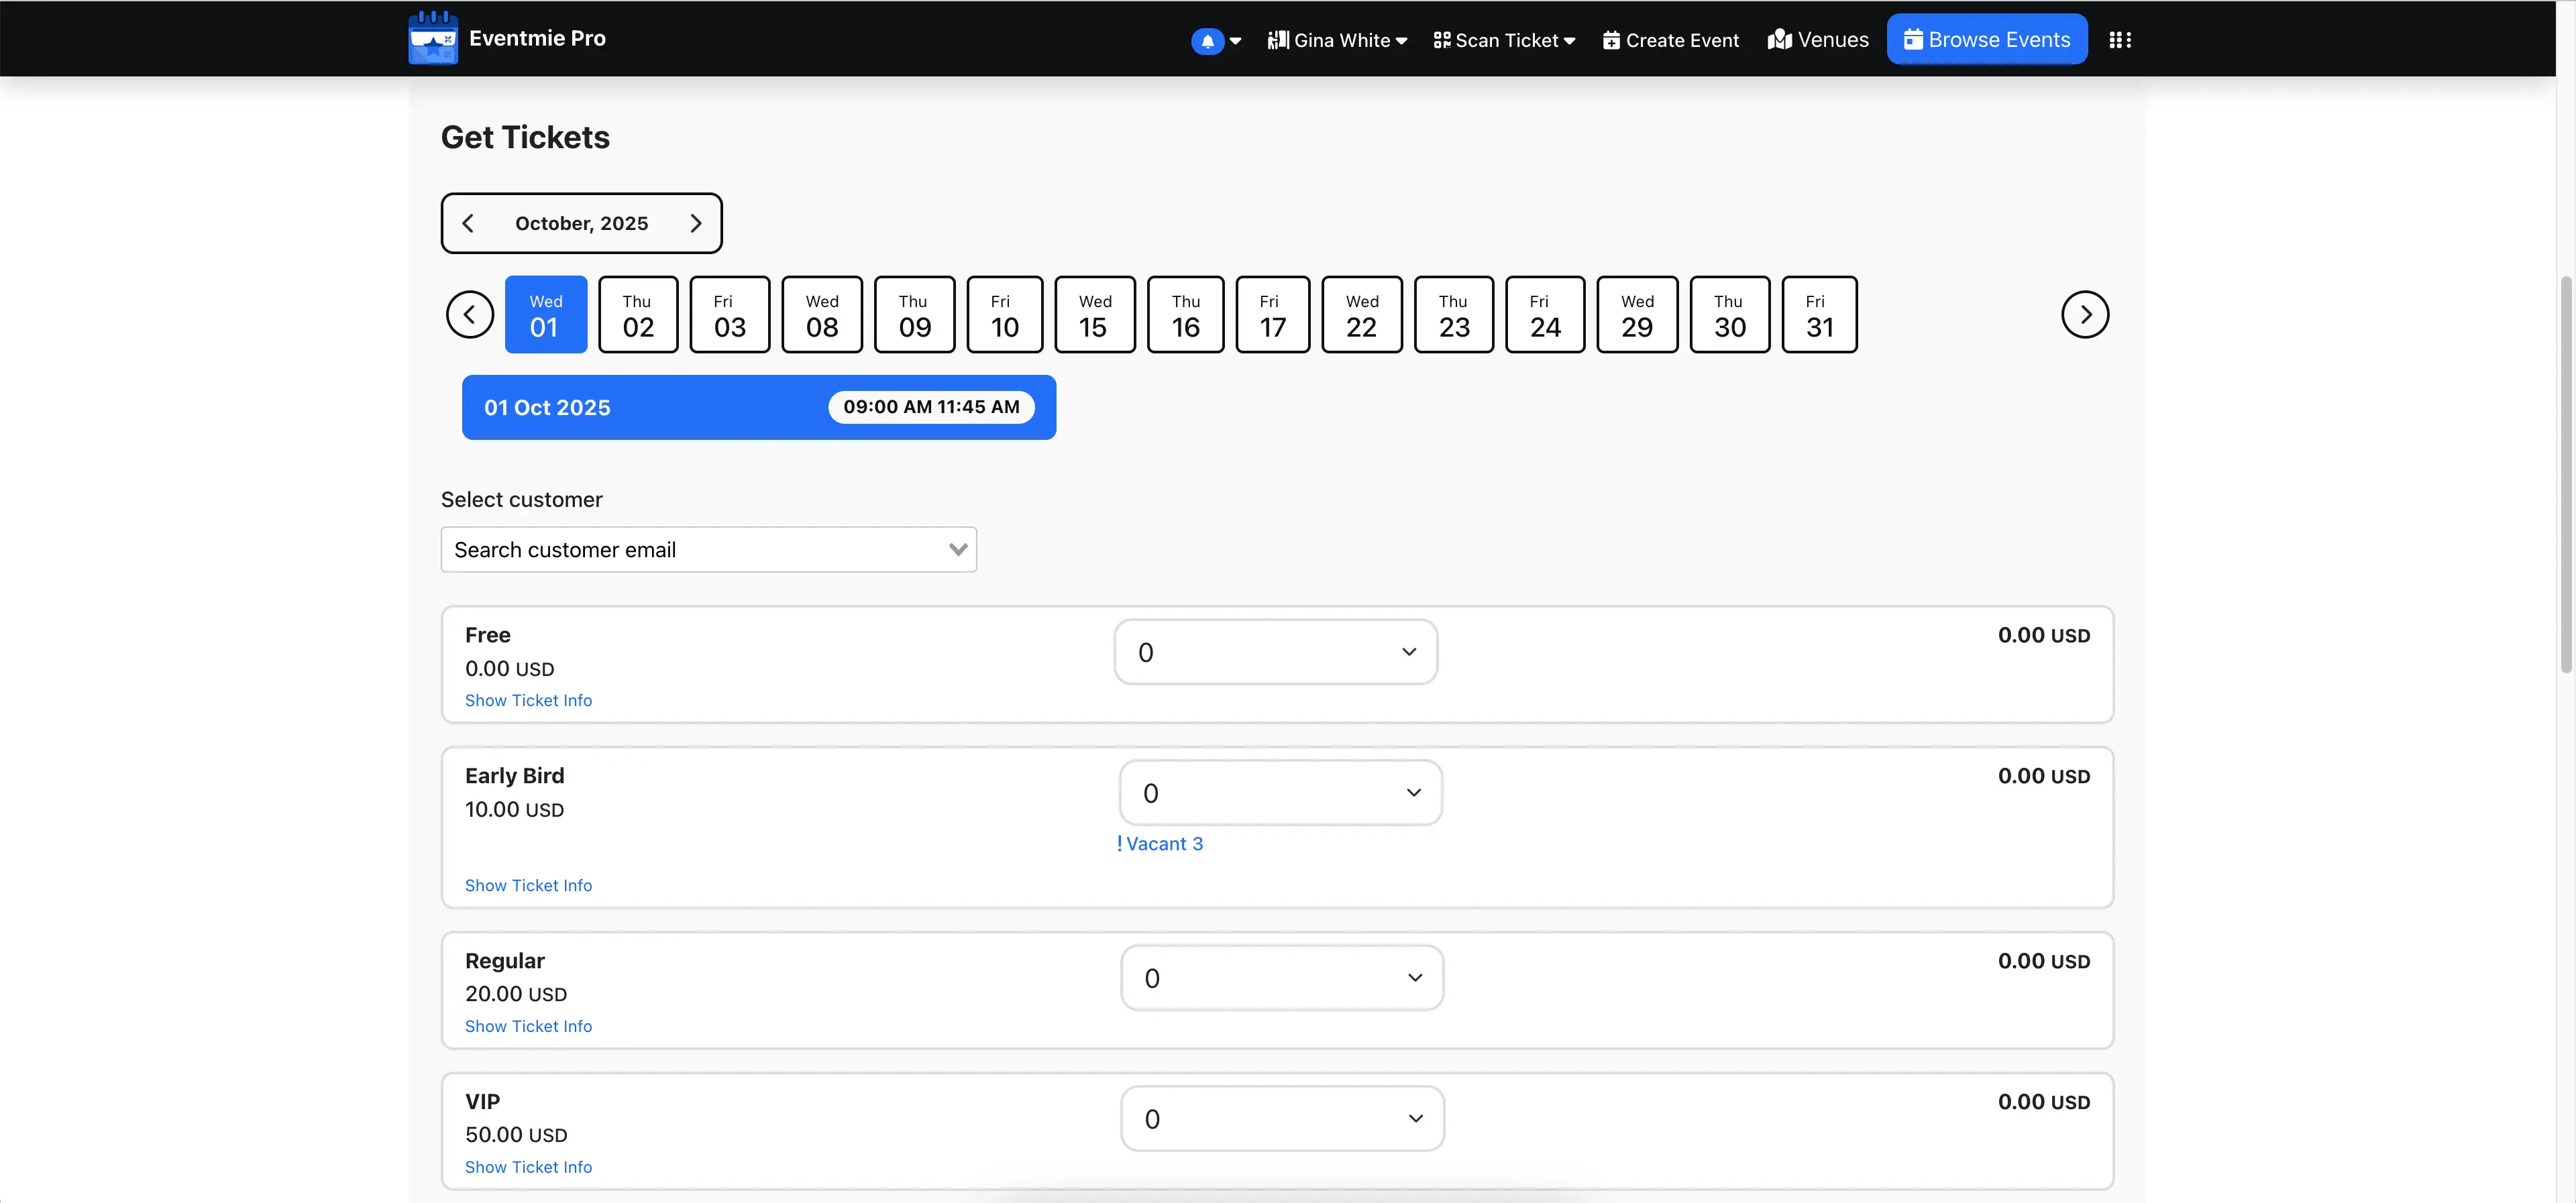 Eventmie Pro
Gina White
Scan Ticket
Create Event
Venues
Browse Events
Get Tickets
October, 2025
Wed 01
Thu 02
Fri 03
Wed 08
Thu 09
Fri 10
Wed 15
Thu 16
Fri 17
Wed 22
Thu 23
Fri 24
Wed 29
Thu 30
Fri 31
01 Oct 2025 09:00 AM 11:45 AM
Select customer
Search customer email
Free 0 0.00 USD
0.00 USD
Show Ticket Info
Early Bird 0 0.00 USD
10.00 USD
! Vacant 3
Show Ticket Info
Regular 0 0.00 USD
20.00 USD
Show Ticket Info
VIP 0 0.00 USD
50.00 USD
Show Ticket Info